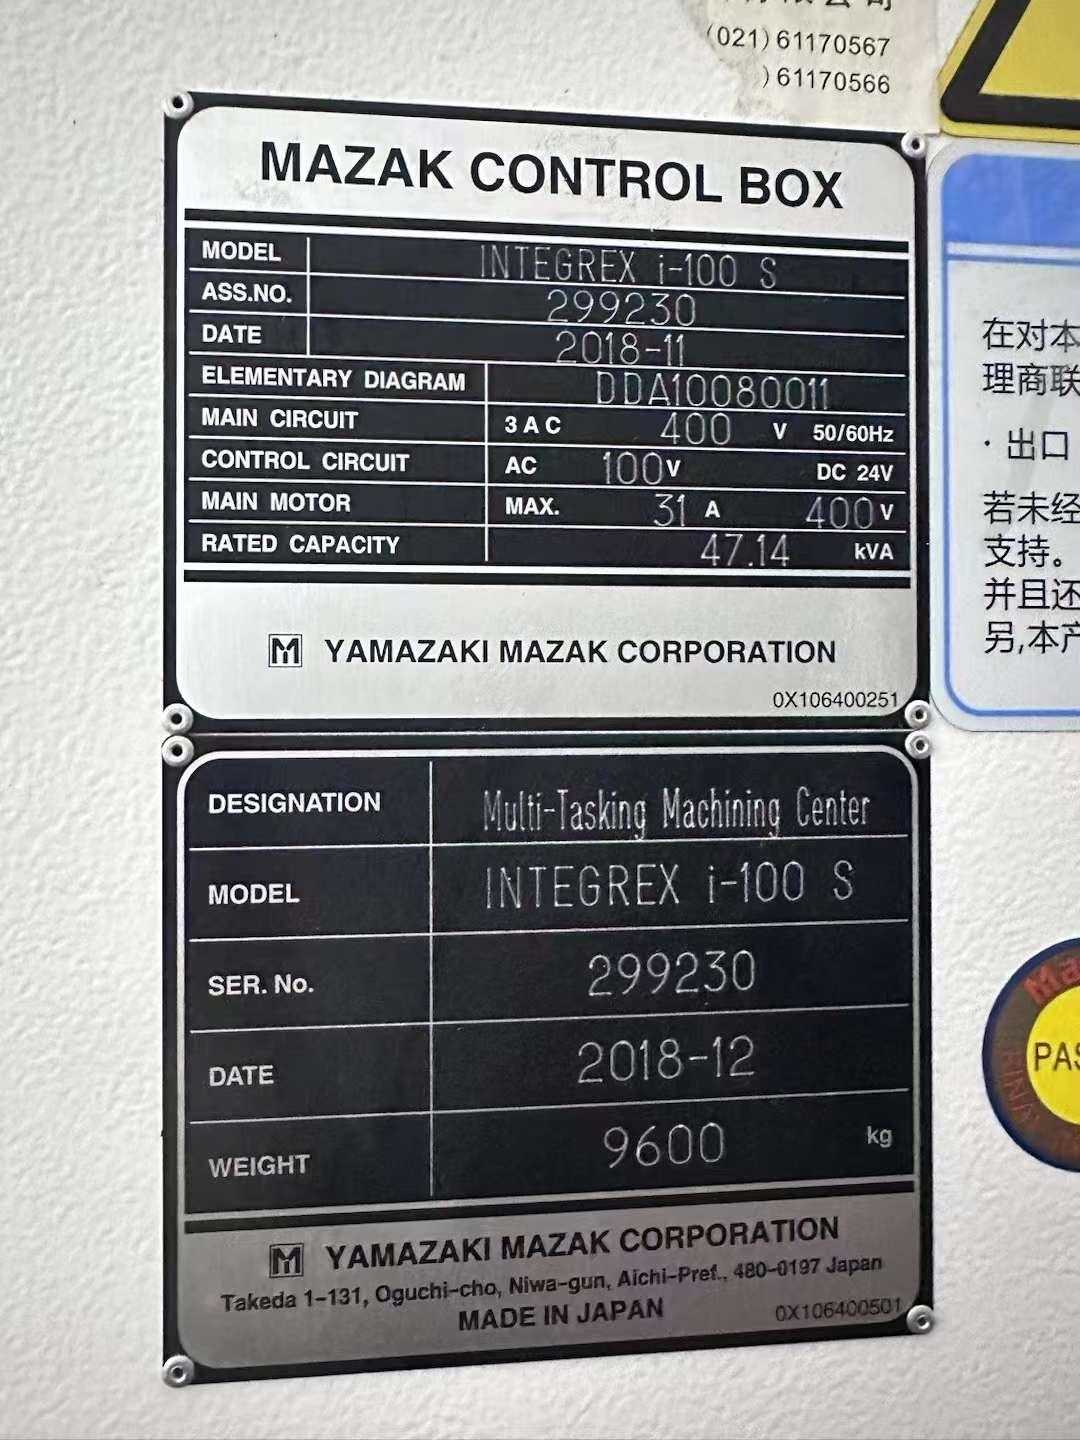 (021)61170567
)61170566
MAZAK CONTROL BOX
MODEL INTEGREX i-100 S
ASS.NO. 299230
DATE 2018-11
ELEMENTARY DIAGRAM DDA10080011
MAIN CIRCUIT 3 A C 400 V 50/60Hz
CONTROL CIRCUIT AC 100 V DC 24V
MAIN MOTOR MAX. 31 A 400 V
RATED CAPACITY 47.14 kVA
YAMAZAKI MAZAK CORPORATION
0X106400251
在对本
理商联
·出口
若未经
支持。
并且还
另,本产
DESIGNATION Multi-Tasking Machining Center
MODEL INTEGREX i-100 S
SER. No. 299230
DATE 2018-12
WEIGHT 9600 kg
YAMAZAKI MAZAK CORPORATION
Takeda 1-131, Oguchi-cho, Niwa-gun, Aichi-Pref., 480-0197 Japan
MADE IN JAPAN
0X106400501
Ma
PAS